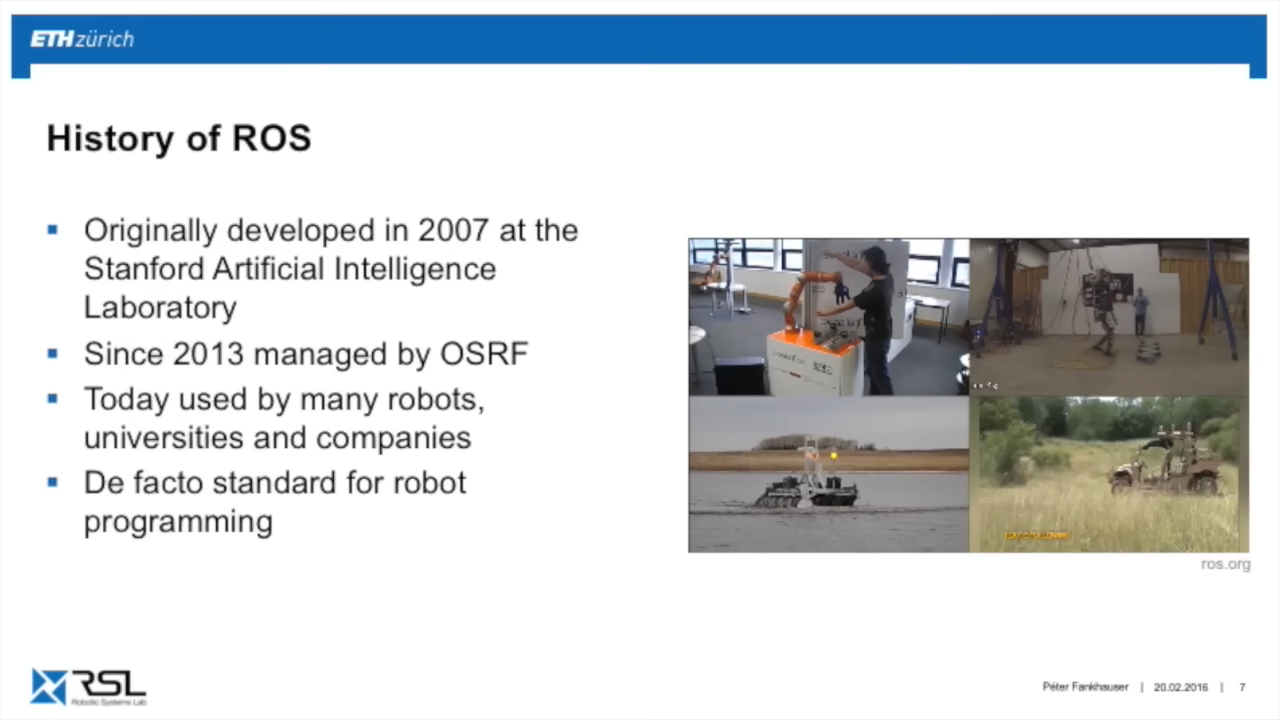 ETH zürich
History of ROS
▪ Originally developed in 2007 at the
Stanford Artificial Intelligence
Laboratory
▪ Since 2013 managed by OSRF
▪ Today used by many robots,
universities and companies
▪ De facto standard for robot
programming
ros.org
RSL
Robotic Systems Lab
Péter Fankhauser | 20.02.2016 | 7